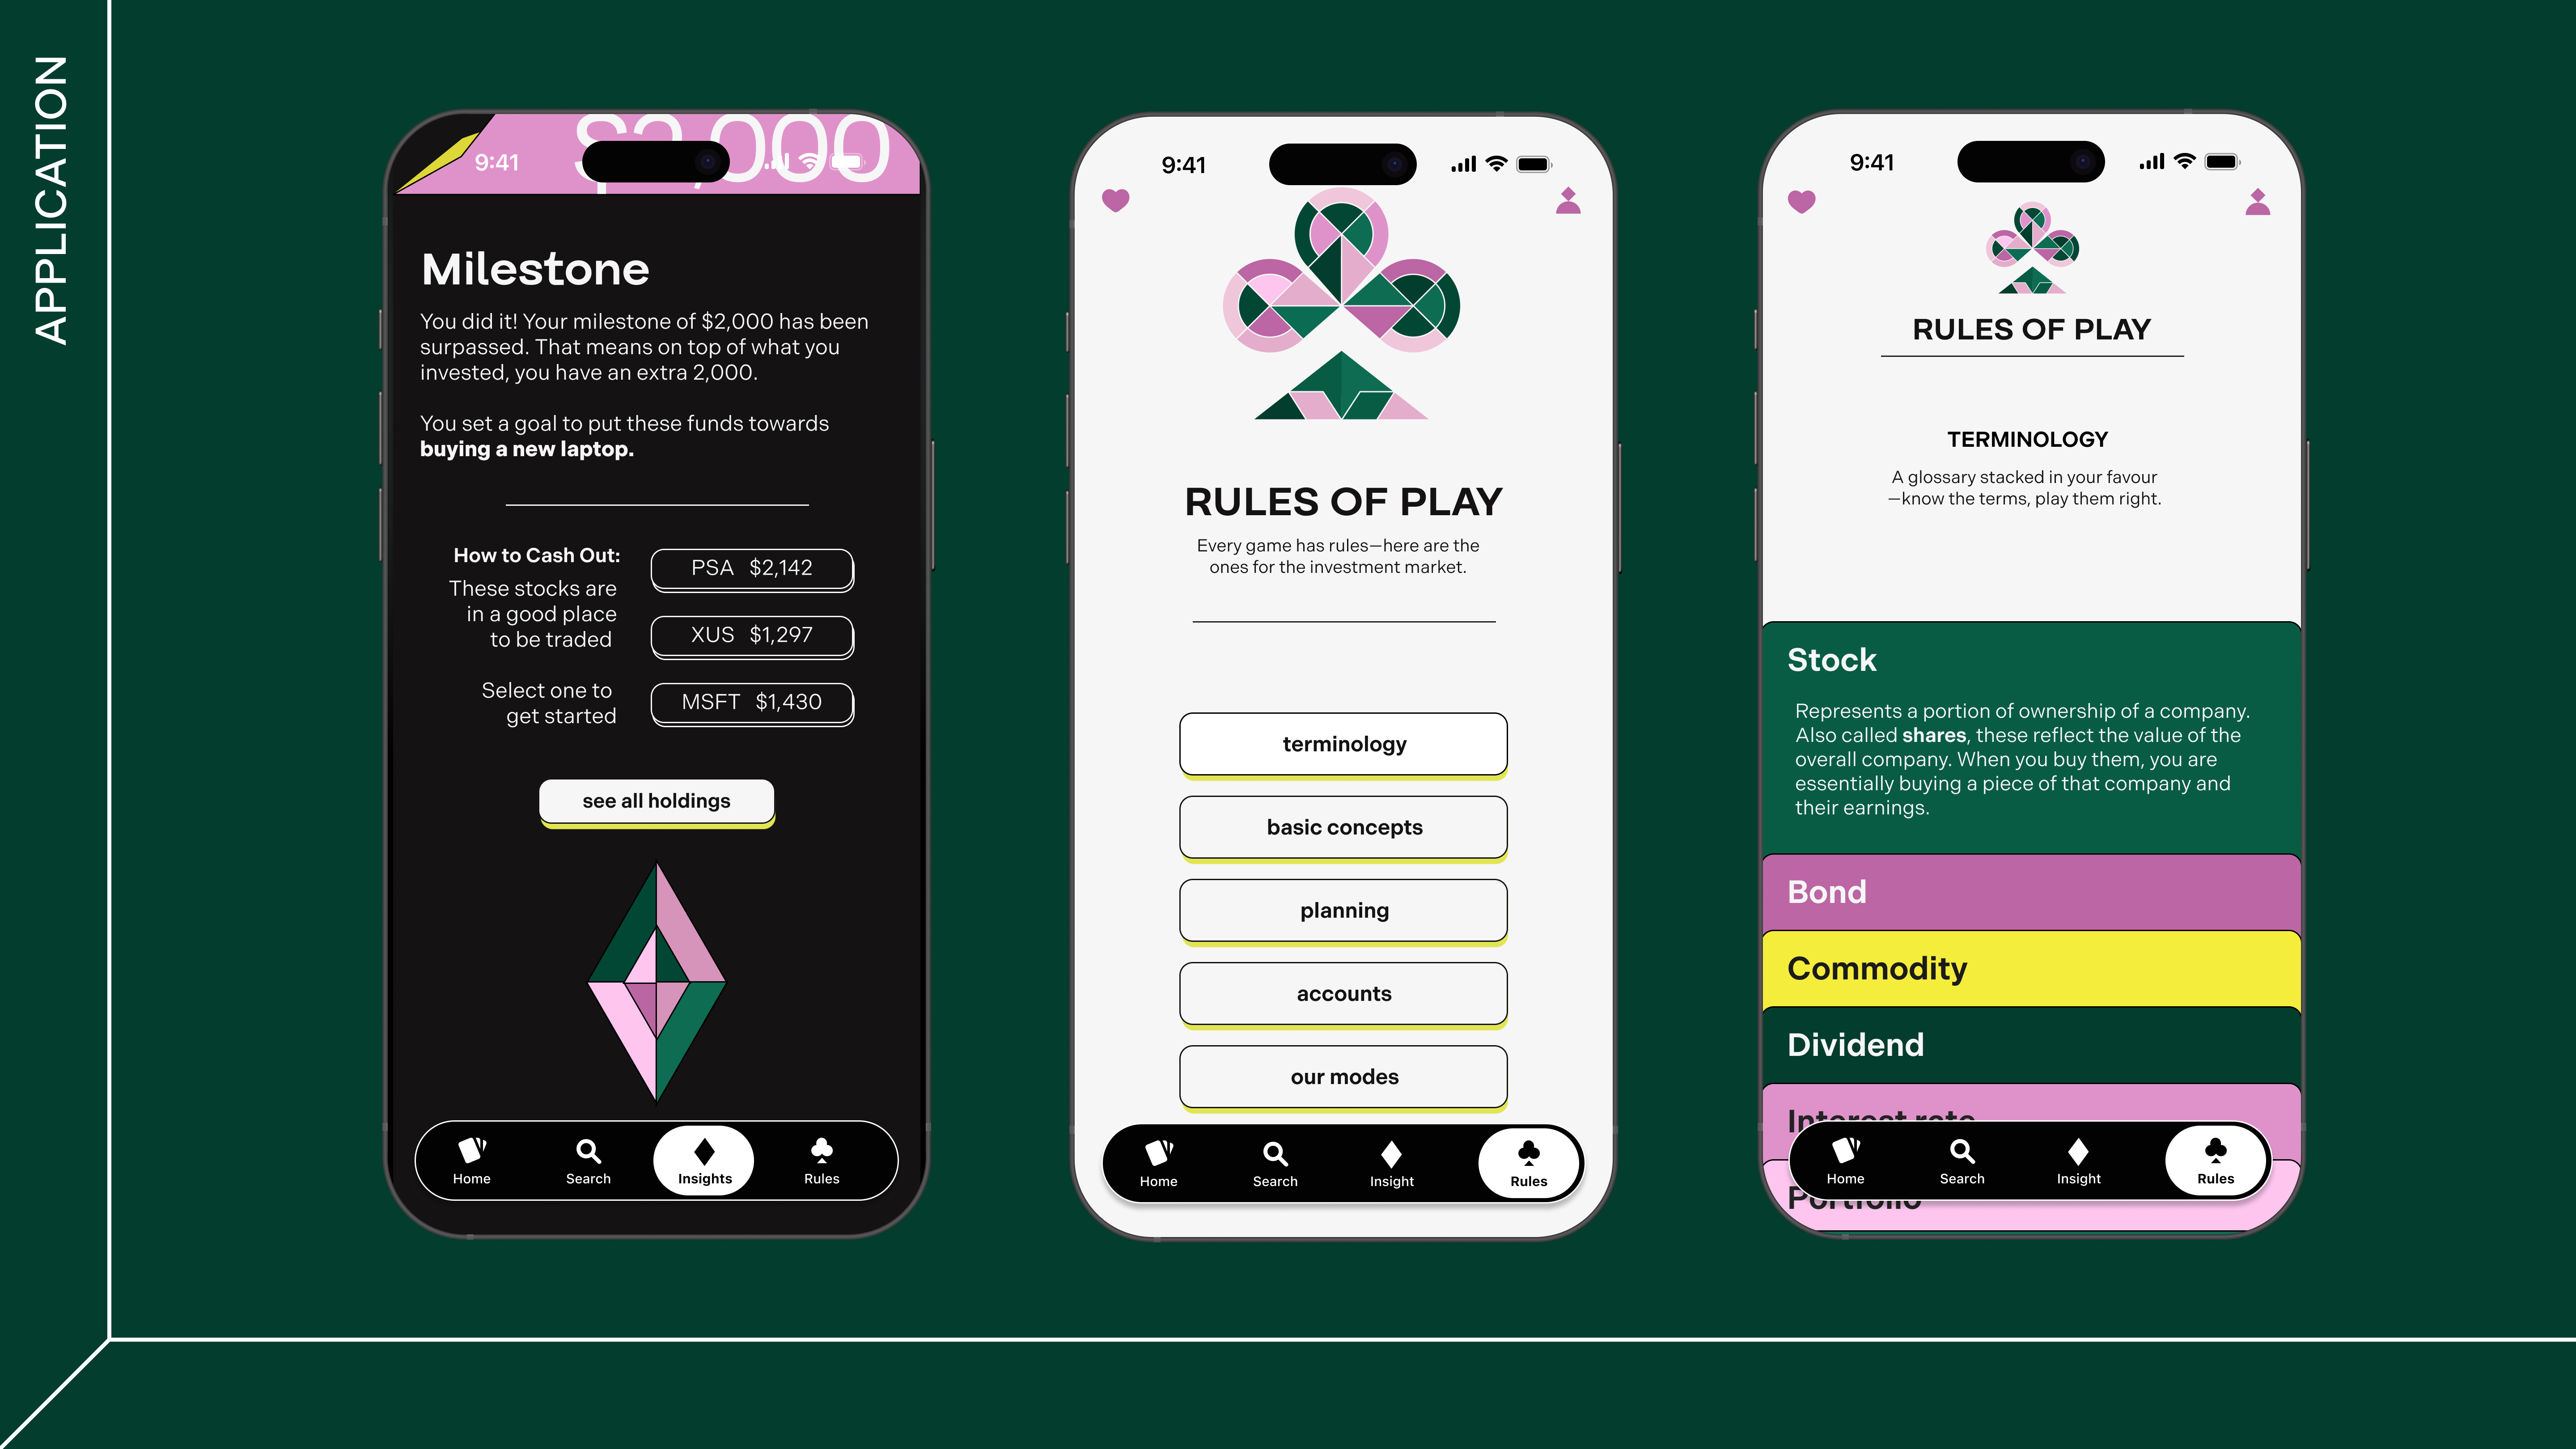 APPLICATION
$2,000
9:41
Milestone
You did it! Your milestone of $2,000 has been
surpassed. That means on top of what you
invested, you have an extra 2,000.
You set a goal to put these funds towards
buying a new laptop.
How to Cash Out:
These stocks are
in a good place
to be traded
Select one to
get started
PSA $2,142
XUS $1,297
MSFT $1,430
see all holdings
Home
Search
Insights
Rules
9:41
RULES OF PLAY
Every game has rules—here are the
ones for the investment market.
terminology
basic concepts
planning
accounts
our modes
Home
Search
Insight
Rules
9:41
RULES OF PLAY
TERMINOLOGY
A glossary stacked in your favour
—know the terms, play them right.
Stock
Represents a portion of ownership of a company.
Also called shares, these reflect the value of the
overall company. When you buy them, you are
essentially buying a piece of that company and
their earnings.
Bond
Commodity
Dividend
Interest rate
Portfolio
Home
Search
Insight
Rules